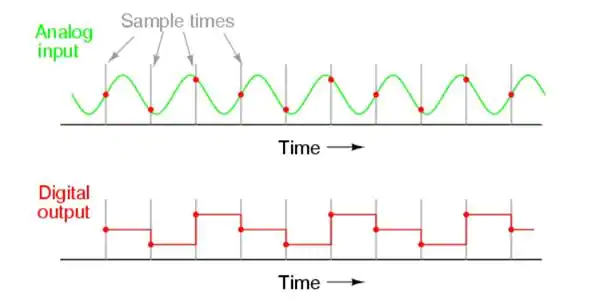 Sample times
Analog
input
Time
Digital
output
Time